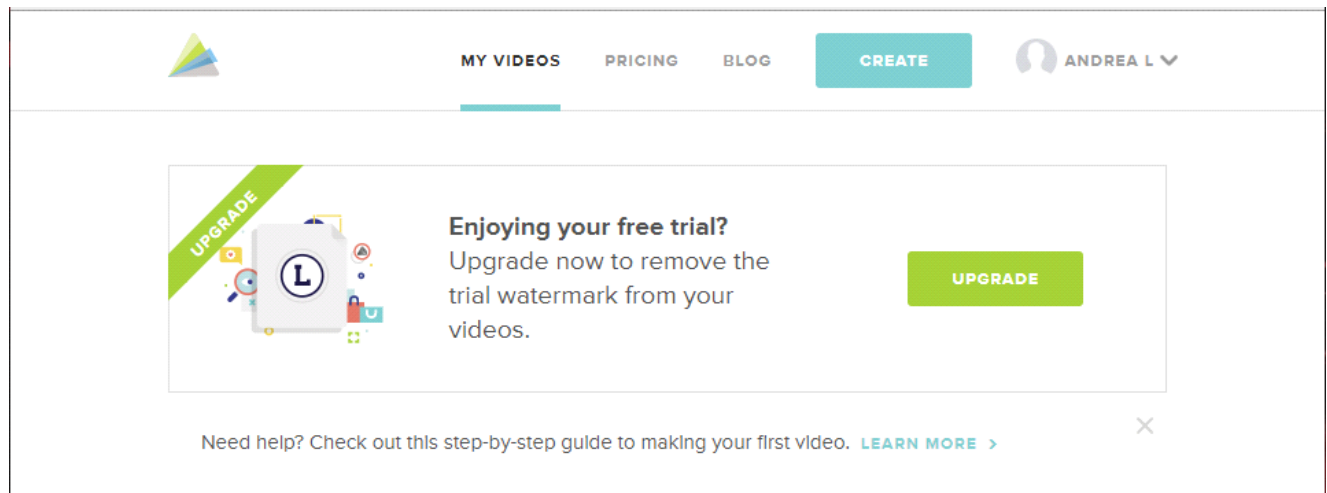 MY VIDEOS PRICING BLOG CREATE ANDREA L
UPGRADE
L
Enjoying your free trial?
Upgrade now to remove the
trial watermark from your
videos.
UPGRADE
Need help? Check out this step-by-step guide to making your first video. LEARN MORE >